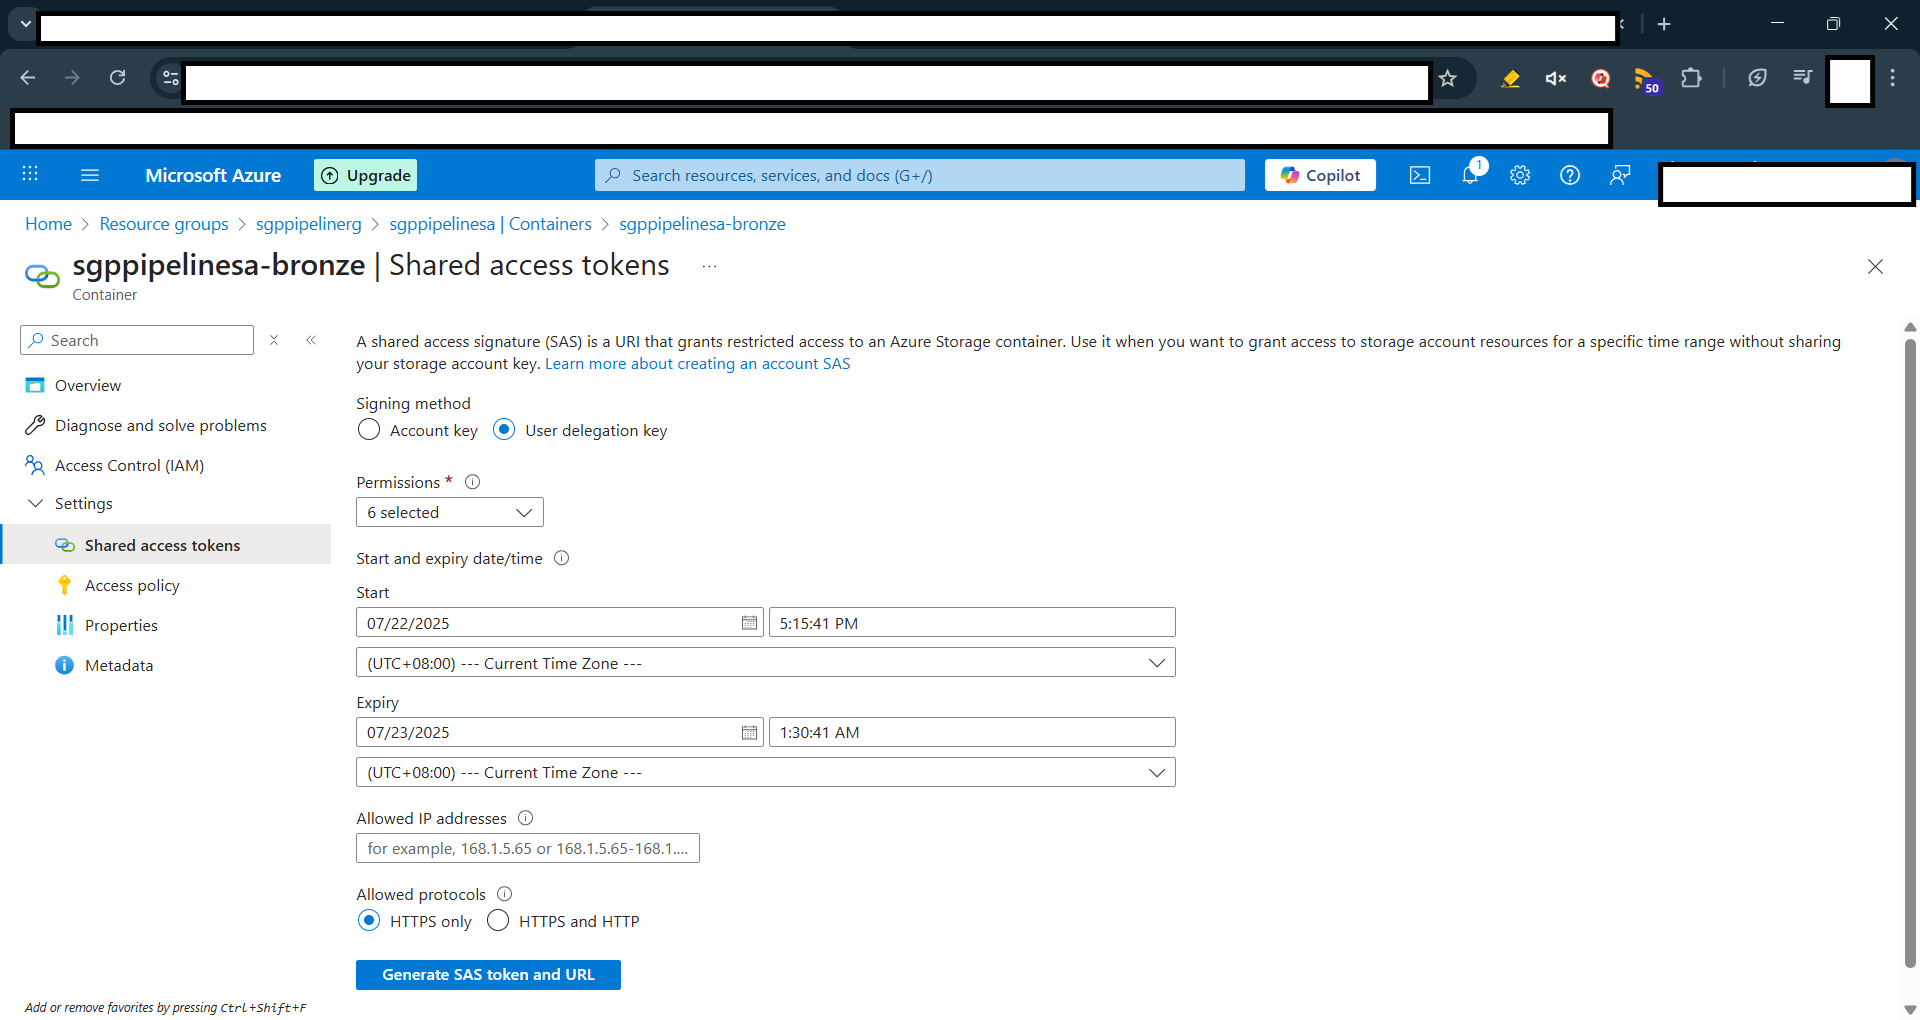 50
Microsoft Azure
Upgrade
Search resources, services, and docs (G+/)
Copilot
1
Home > Resource groups > sgppipelinerg > sgppipelinesa | Containers > sgppipelinesa-bronze
sgppipelinesa-bronze | Shared access tokens ...
Container
Search
Overview
Diagnose and solve problems
Access Control (IAM)
Settings
Shared access tokens
Access policy
Properties
Metadata
Add or remove favorites by pressing Ctrl+Shift+F
A shared access signature (SAS) is a URI that grants restricted access to an Azure Storage container. Use it when you want to grant access to storage account resources for a specific time range without sharing
your storage account key. Learn more about creating an account SAS
Signing method
Account key User delegation key
Permissions *
6 selected
Start and expiry date/time
Start
07/22/2025 5:15:41 PM
(UTC+08:00) --- Current Time Zone ---
Expiry
07/23/2025 1:30:41 AM
(UTC+08:00) --- Current Time Zone ---
Allowed IP addresses
for example, 168.1.5.65 or 168.1.5.65-168.1....
Allowed protocols
HTTPS only HTTPS and HTTP
Generate SAS token and URL